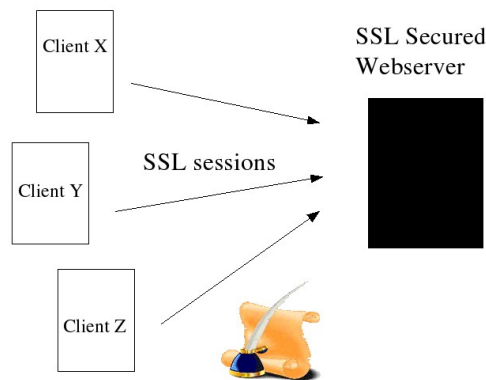 Client X
SSL Secured
Webserver
SSL sessions
Client Y
Client Z